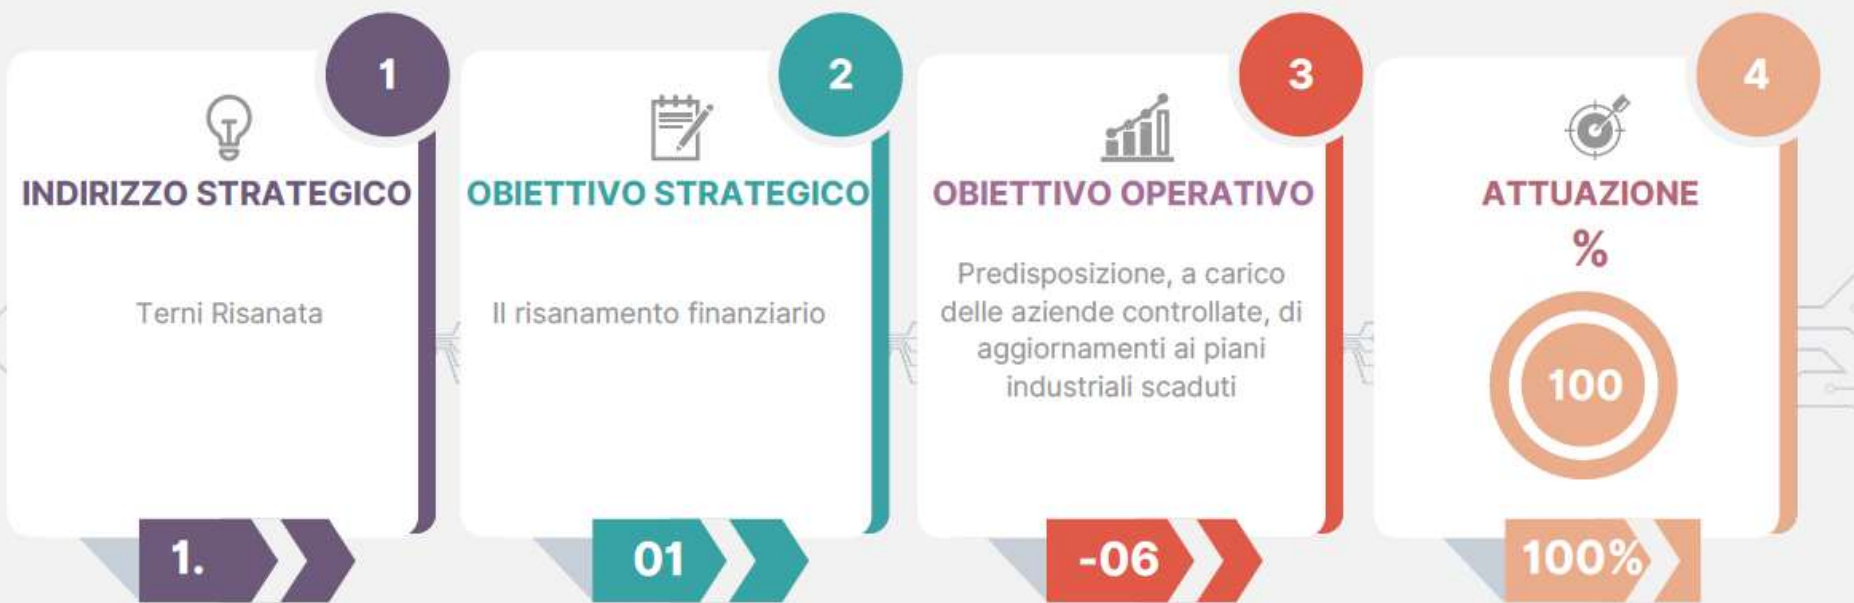 1
INDIRIZZO STRATEGICO
Terni Risanata
1.
2
OBIETTIVO STRATEGICO
Il risanamento finanziario
01
3
OBIETTIVO OPERATIVO
Predisposizione, a carico
delle aziende controllate, di
aggiornamenti ai piani
industriali scaduti
-06
4
ATTUAZIONE
%
100
100%